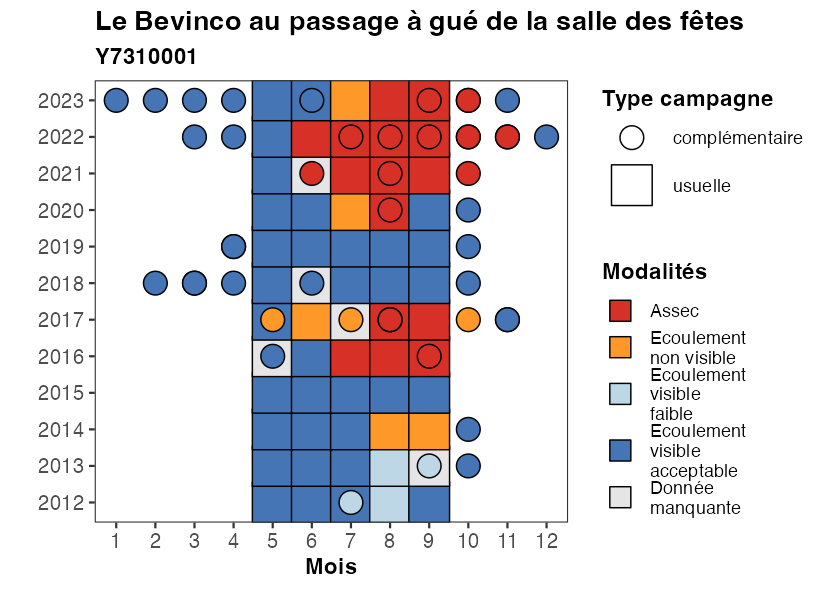 Le Bevinco au passage à gué de la salle des fêtes
Y7310001
2023
2022
2021
2020
2019
2018
2017
2016
2015
2014
2013
2012
1 2 3 4 5 6 7 8 9 10 11 12
Mois
Type campagne
complémentaire
usuelle
Modalités
Assec
Ecoulement
non visible
Ecoulement
visible
faible
Ecoulement
visible
acceptable
Donnée
manquante